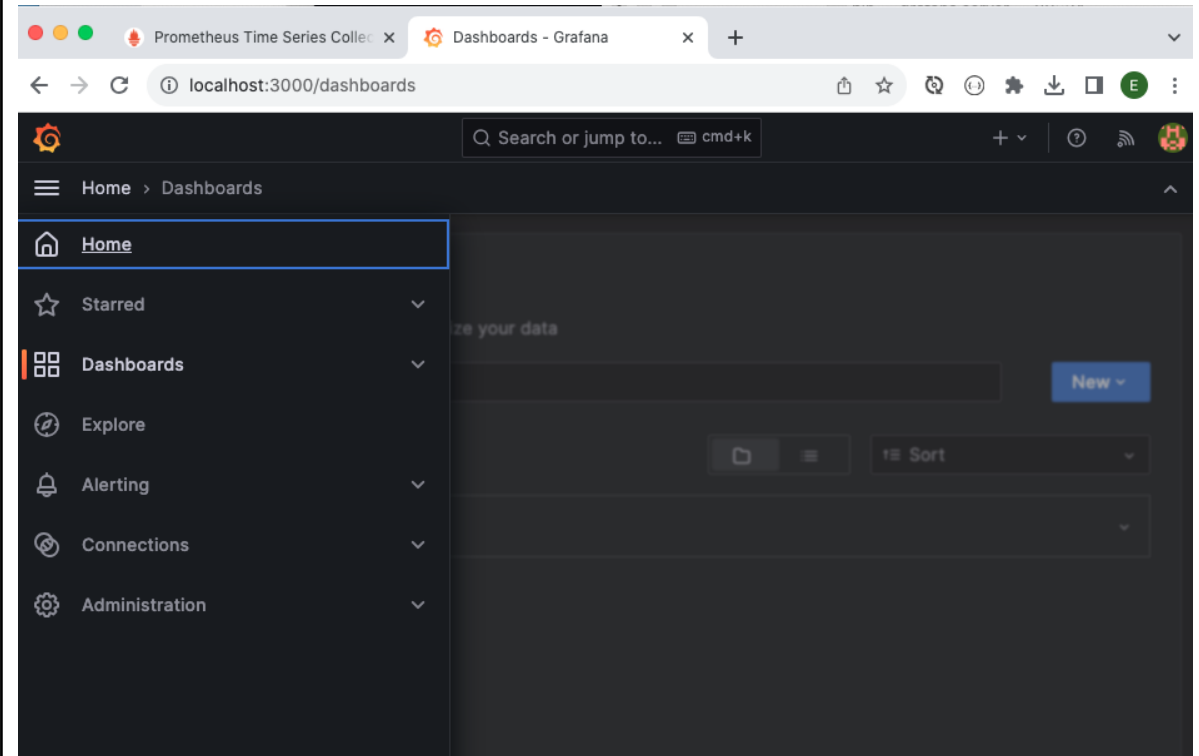 Prometheus Time Series Collec
Dashboards - Grafana
localhost:3000/dashboards
E
Search or jump to... cmd+k
Home › Dashboards
Home
Starred
ize your data
Dashboards
New
Explore
Sort
Alerting
Connections
Administration